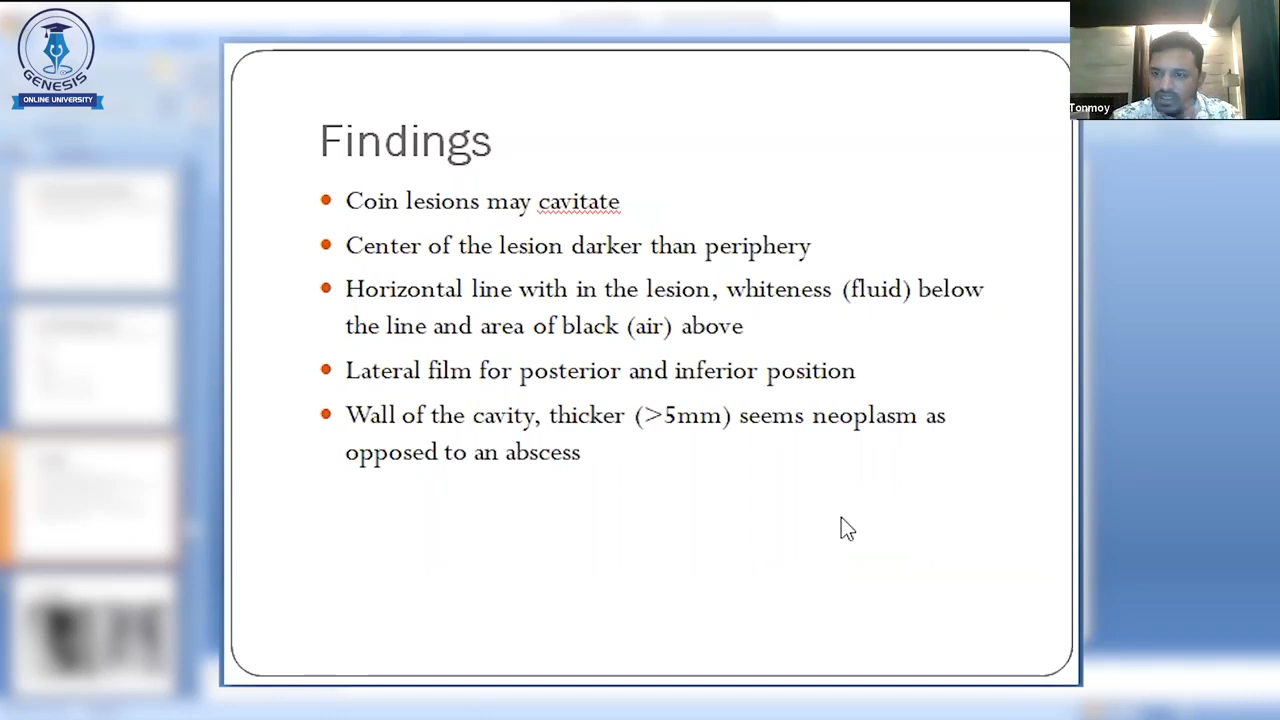 GENESIS
ONLINE UNIVERSITY
Tonmoy
Findings
Coin lesions may cavitate
Center of the lesion darker than periphery
Horizontal line with in the lesion, whiteness (fluid) below
the line and area of black (air) above
Lateral film for posterior and inferior position
Wall of the cavity, thicker (>5mm) seems neoplasm as
opposed to an abscess